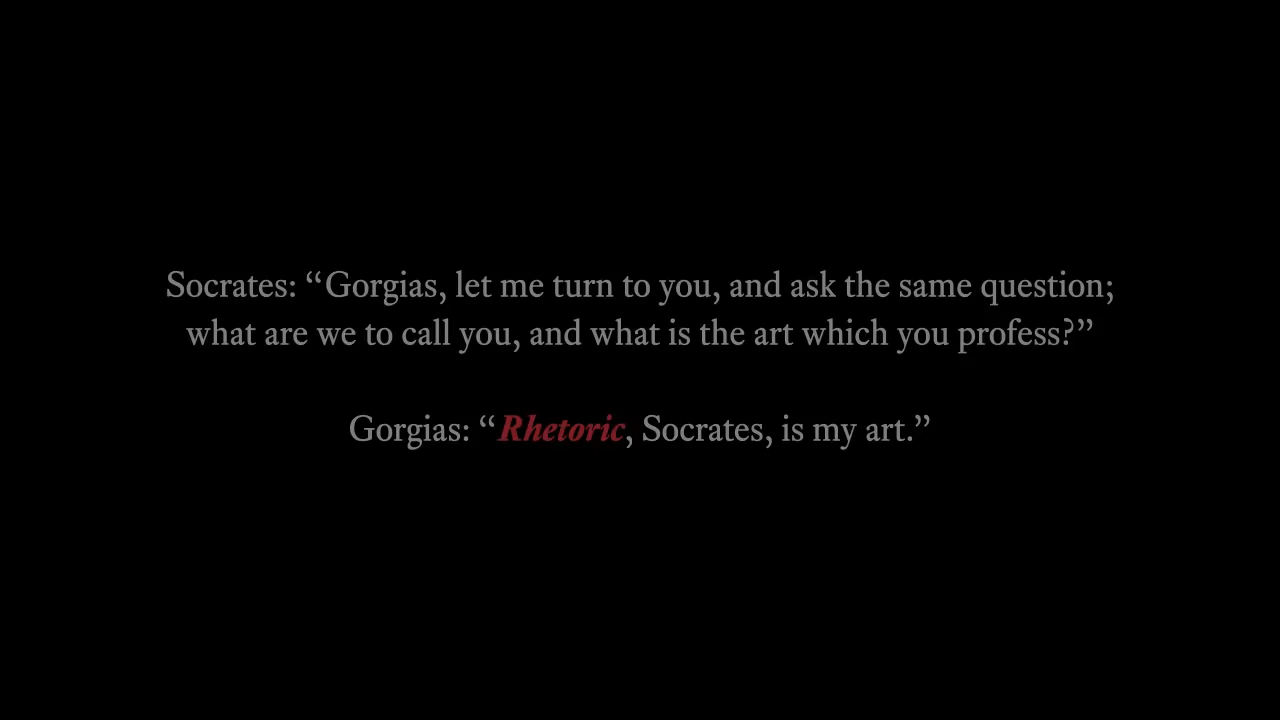 Socrates: “Gorgias, let me turn to you, and ask the same question;
what are we to call you, and what is the art which you profess?”
Gorgias: “Rhetoric, Socrates, is my art.”